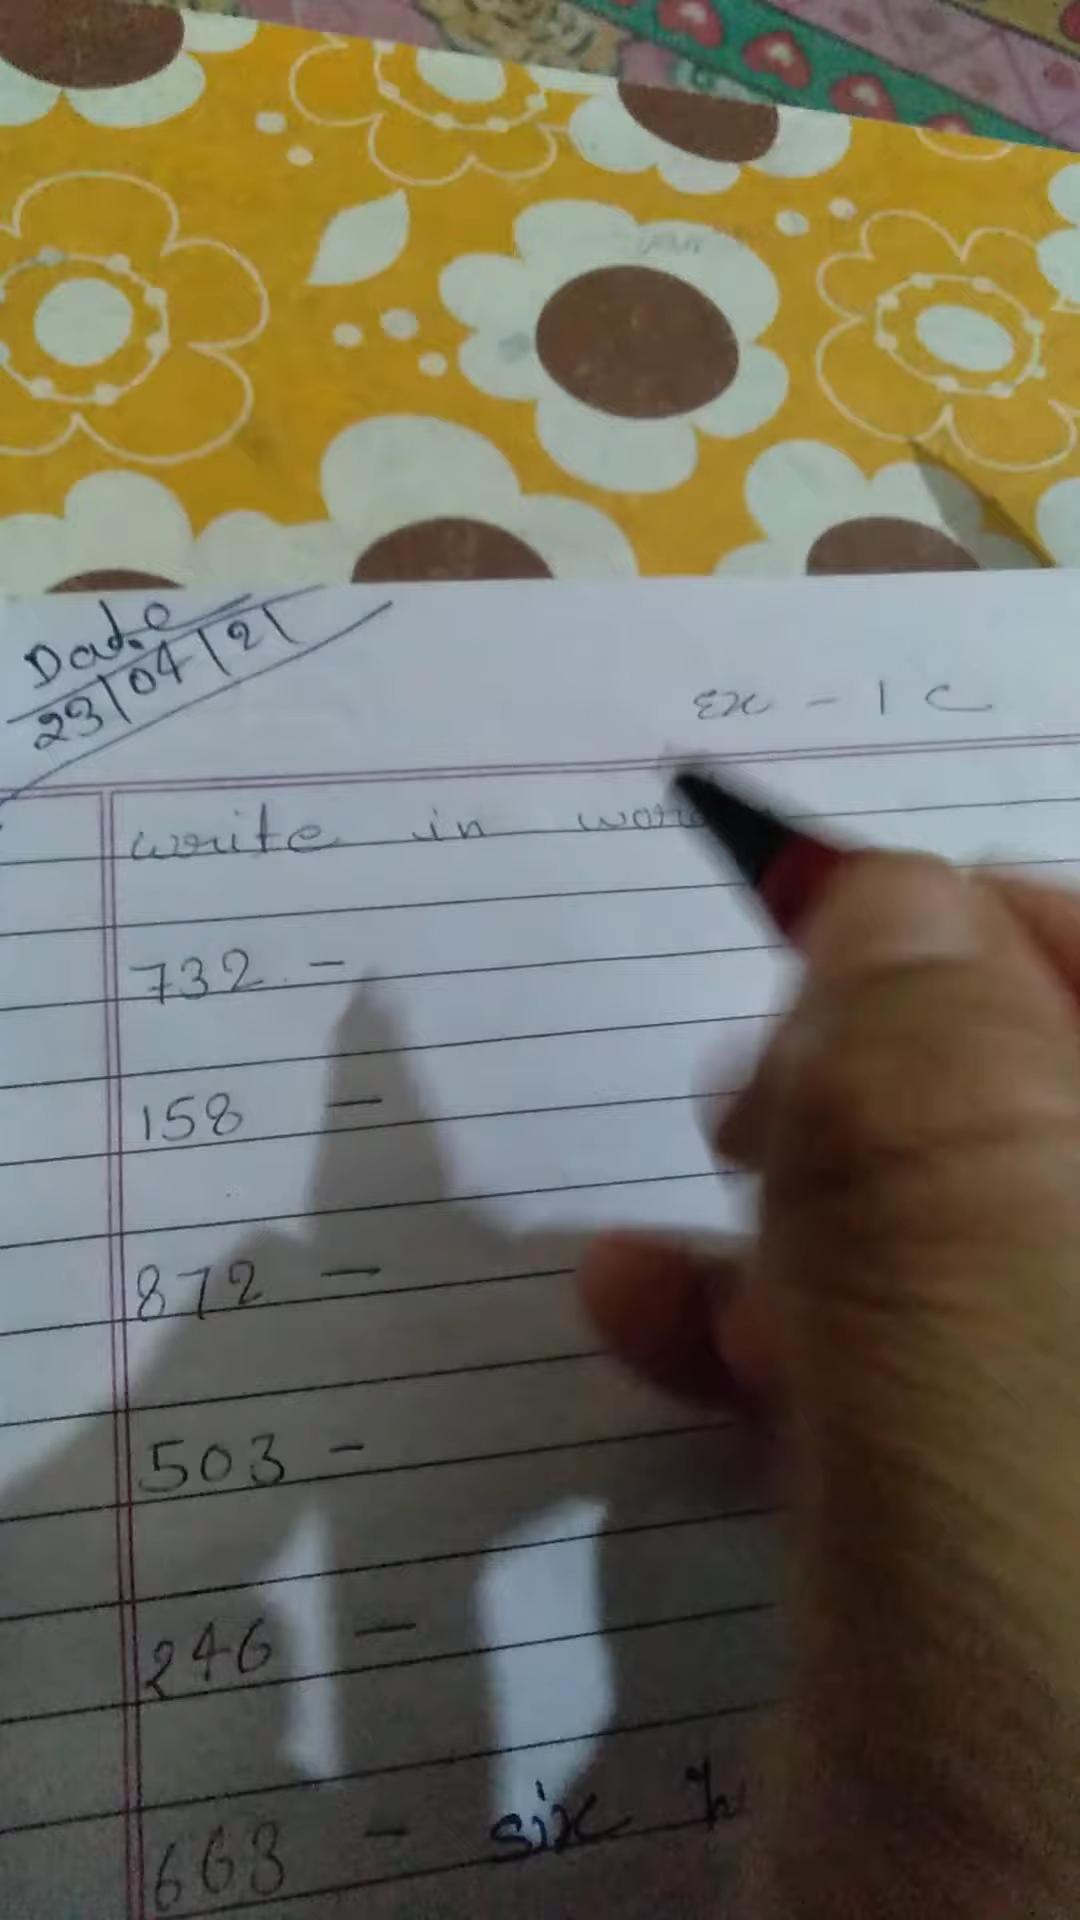 Date
23/04/21
Ex - 1 C
write in
732 -
158 -
872 -
503 -
246 -
668 - six